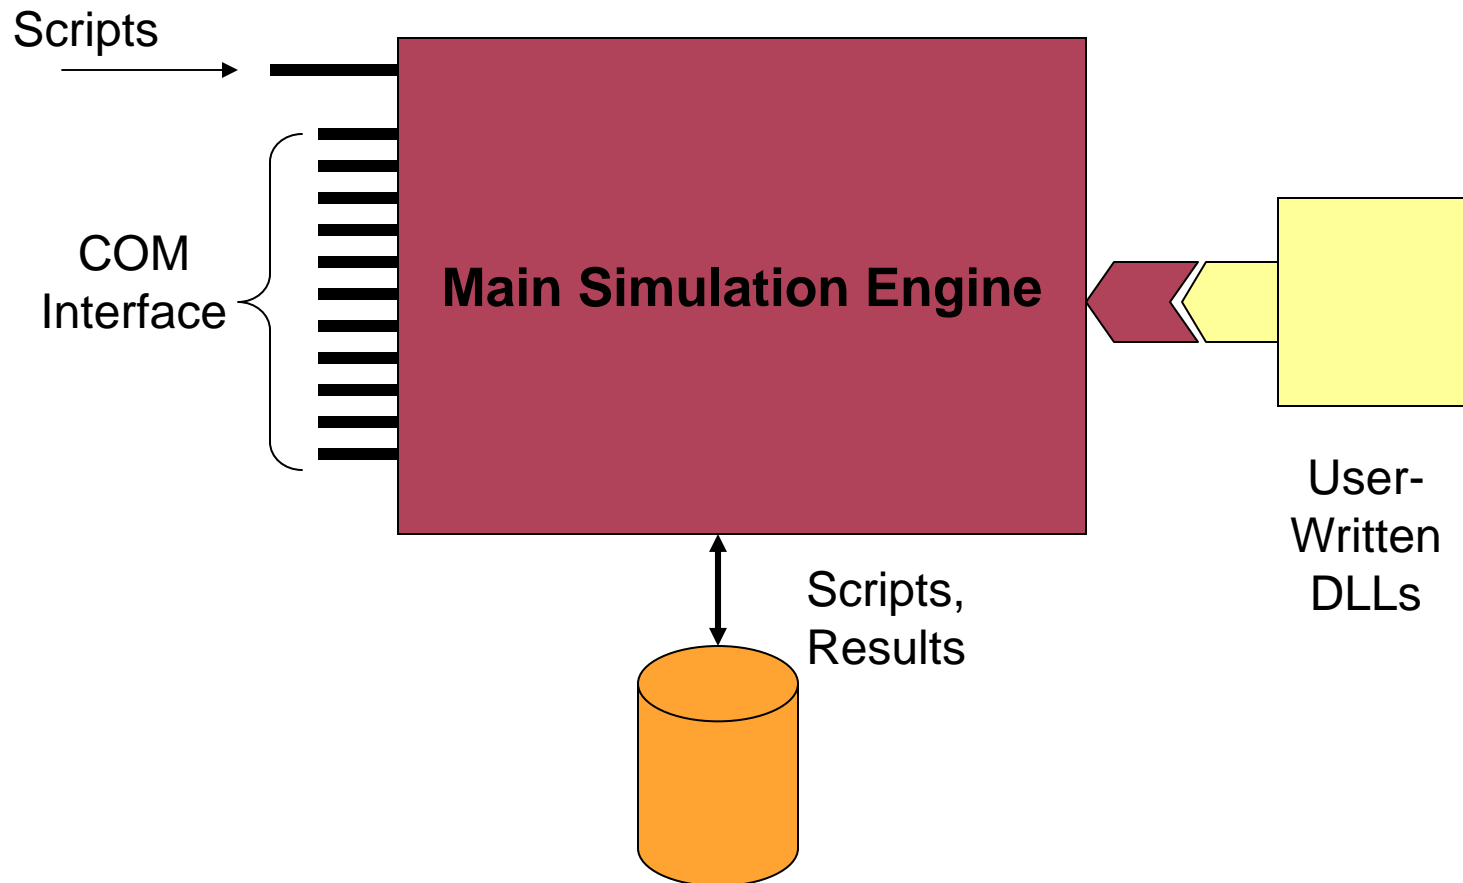 Scripts
COM
Interface
Main Simulation Engine
User-
Written
DLLs
Scripts,
Results